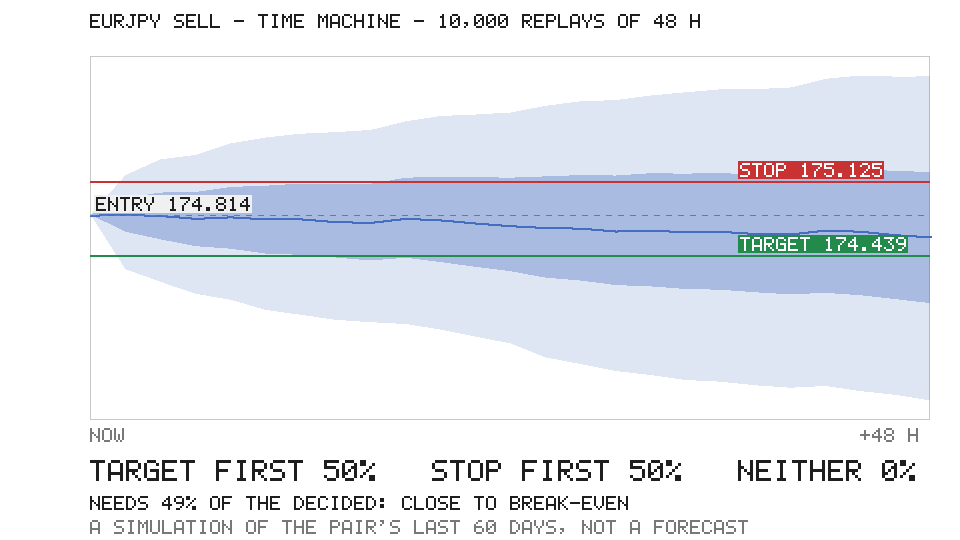 EURJPY SELL – TIME MACHINE – 10,000 REPLAYS OF 48 H
STOP 175.125
ENTRY 174.814
TARGET 174.439
NOW +48 H
TARGET FIRST 50% STOP FIRST 50% NEITHER 0%
NEEDS 49% OF THE DECIDED: CLOSE TO BREAK-EVEN
A SIMULATION OF THE PAIR'S LAST 60 DAYS, NOT A FORECAST